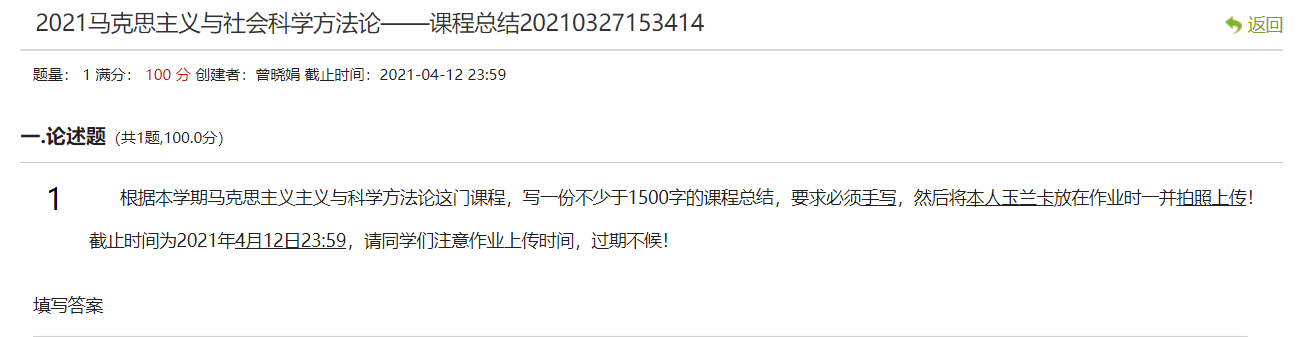 2021马克思主义与社会科学方法论——课程总结20210327153414
返回
题量： 1 满分： 100 分 创建者：曾晓娟 截止时间：2021-04-12 23:59
一.论述题 (共1题,100.0分)
1 根据本学期马克思主义主义与科学方法论这门课程，写一份不少于1500字的课程总结，要求必须手写，然后将本人玉兰卡放在作业时一并拍照上传！
截止时间为2021年4月12日23:59，请同学们注意作业上传时间，过期不候！
填写答案